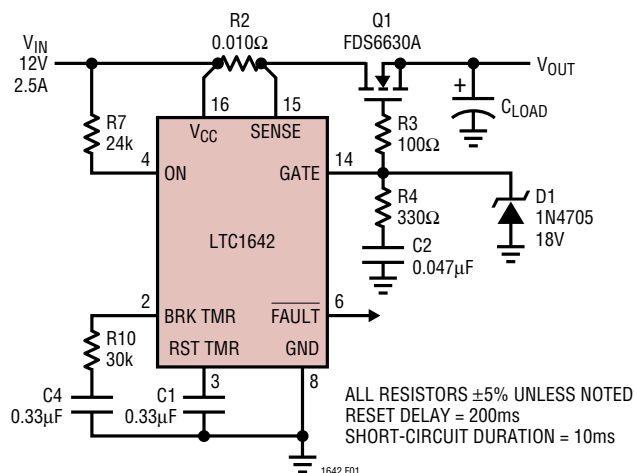 R2
0.010Ω
Q1
FDS6630A
VIN
12V
2.5A
VOUT
+
CLOAD
16
15
R7
24k
VCC
SENSE
R3
100Ω
4
ON
GATE
14
R4
330Ω
D1
1N4705
18V
LTC1642
C2
0.047µF
2
BRK TMR
FAULT
6
R10
30k
RST TMR
GND
3
8
C4
0.33µF
C1
0.33µF
ALL RESISTORS ±5% UNLESS NOTED
RESET DELAY = 200ms
SHORT-CIRCUIT DURATION = 10ms
1642 F01